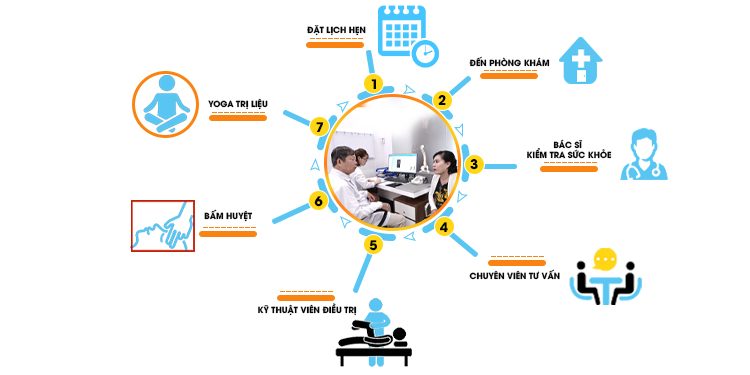 ĐẶT LỊCH HẸN
1
ĐẾN PHÒNG KHÁM
2
BÁC SĨ
KIỂM TRA SỨC KHỎE
3
4
CHUYÊN VIÊN TƯ VẤN
5
KỸ THUẬT VIÊN ĐIỀU TRỊ
6
BẤM HUYỆT
7
YOGA TRỊ LIỆU